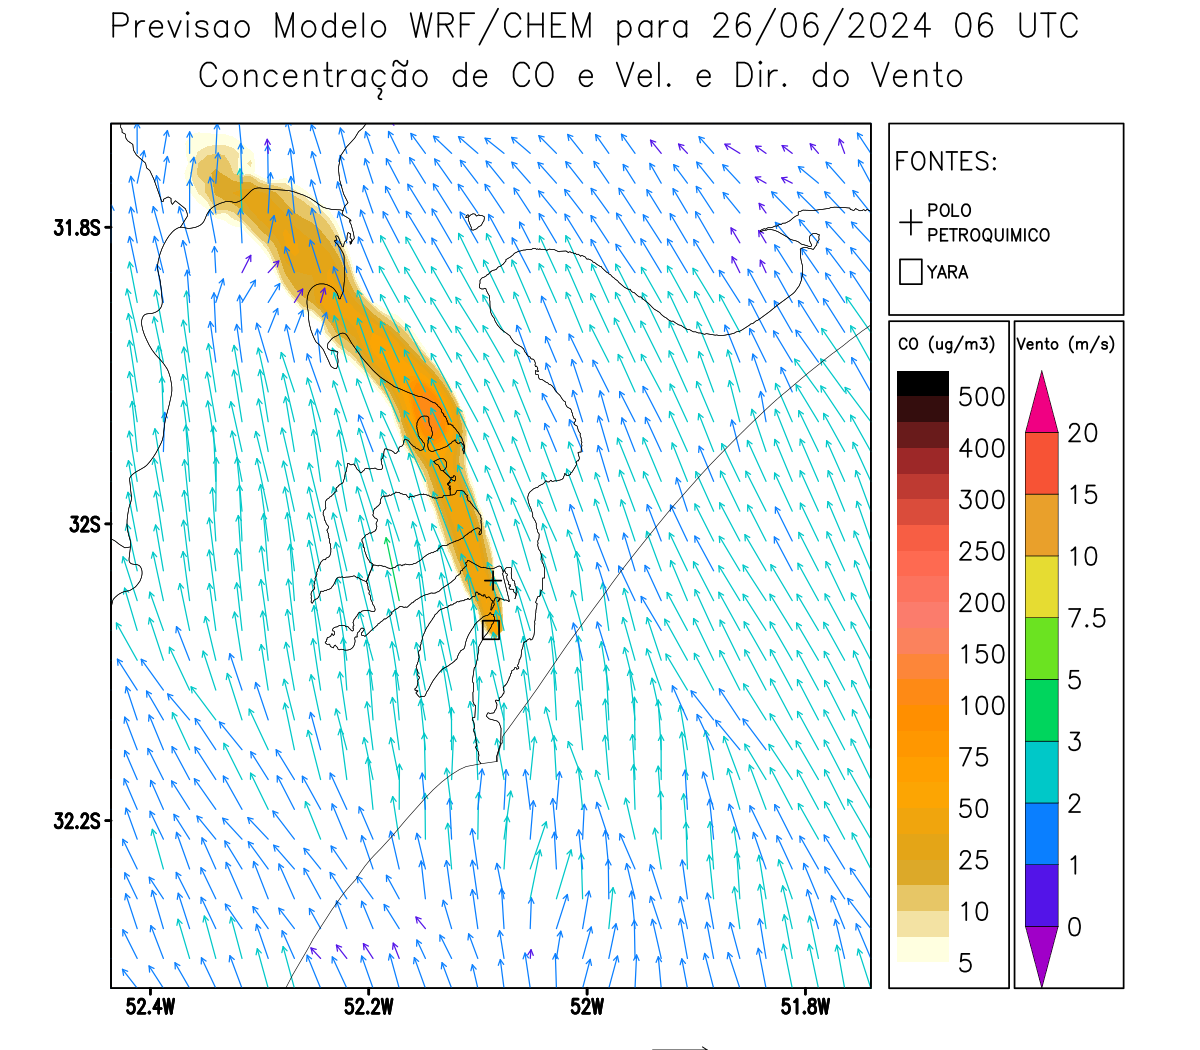 Previsao Modelo WRF/CHEM para 26/06/2024 06 UTC
Concentração de CO e Vel. e Dir. do Vento
FONTES:
POLO
PETROQUIMICO
YARA
CO (ug/m3)
500
400
300
250
200
150
100
75
50
25
10
5
Vento (m/s)
20
15
10
7.5
5
3
2
1
0
31.8S
32S
32.2S
52.4W
52.2W
52W
51.8W